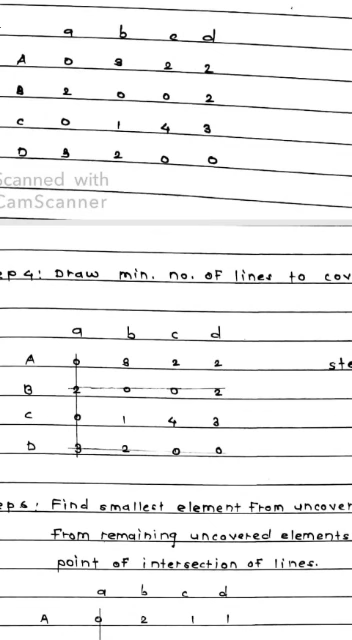 a b c d
A 0 3 2 2
B 2 0 0 2
C 0 1 4 3
D 3 2 0 0
Scanned with
CamScanner
ep 4: Draw min. no. of lines to cov
a b c d
A 0 3 2 2
ste
B 2 0 0 2
C 0 1 4 3
D 3 2 0 0
ep 5: Find smallest element from uncover
from remaining uncovered elements
point of intersection of lines.
a b c d
A 0 2 1 1